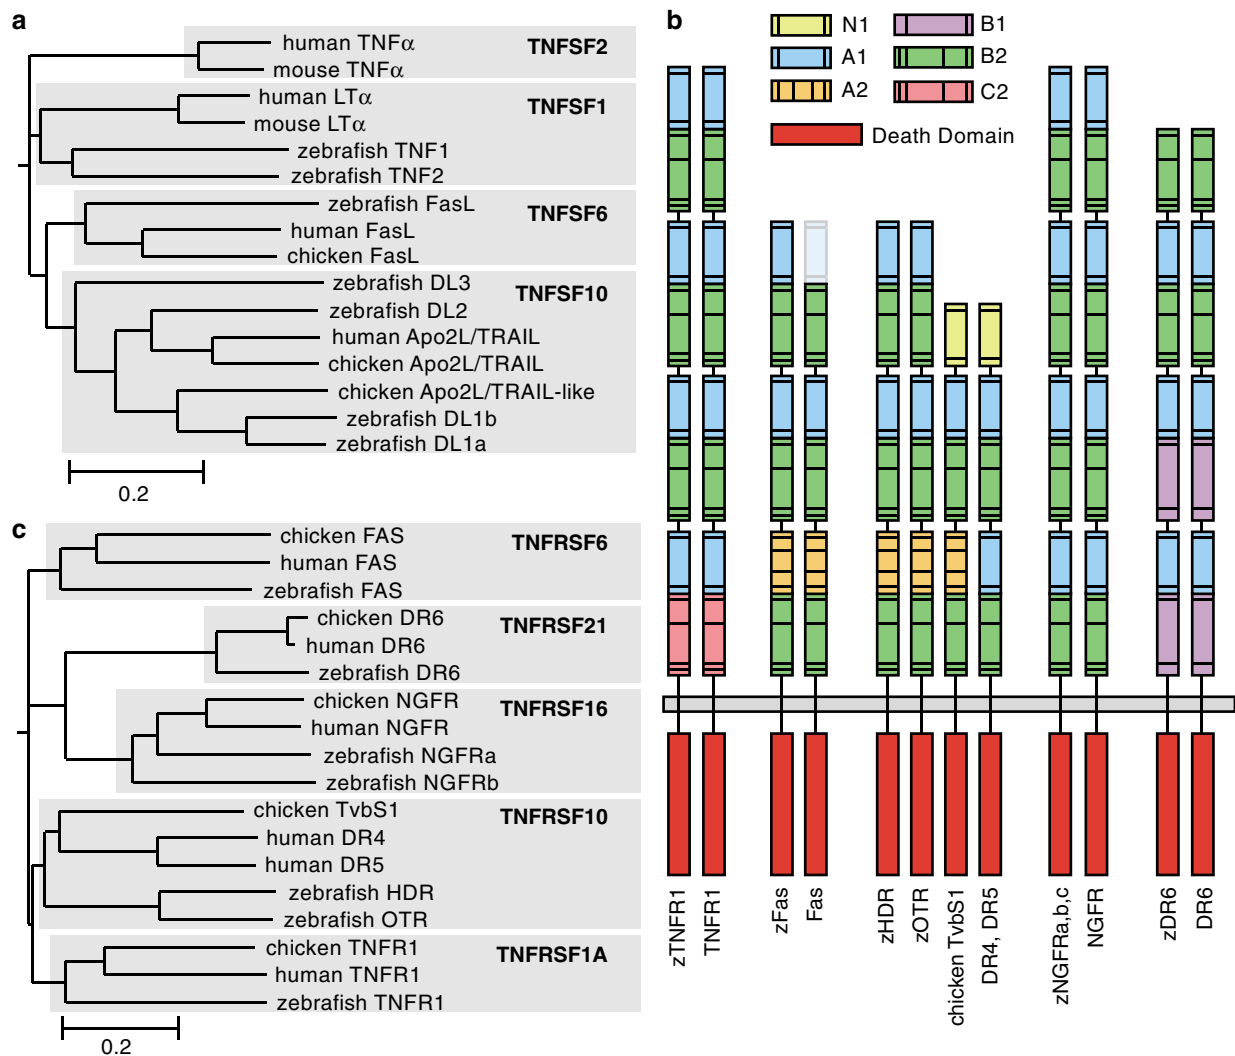 a
human TNFα
mouse TNFα
TNFSF2
human LTα
mouse LTα
zebrafish TNF1
zebrafish TNF2
TNFSF1
zebrafish FasL
human FasL
chicken FasL
TNFSF6
zebrafish DL3
zebrafish DL2
human Apo2L/TRAIL
chicken Apo2L/TRAIL
chicken Apo2L/TRAIL-like
zebrafish DL1b
zebrafish DL1a
TNFSF10
0.2
b
N1
A1
A2
B1
B2
C2
Death Domain
zTNFR1
TNFR1
zFas
Fas
zHDR
zOTR
chicken TvbS1
DR4, DR5
zNGFRa,b,c
NGFR
zDR6
DR6
c
chicken FAS
human FAS
zebrafish FAS
TNFRSF6
chicken DR6
human DR6
zebrafish DR6
TNFRSF21
chicken NGFR
human NGFR
zebrafish NGFRa
zebrafish NGFRb
TNFRSF16
chicken TvbS1
human DR4
human DR5
zebrafish HDR
zebrafish OTR
TNFRSF10
chicken TNFR1
human TNFR1
zebrafish TNFR1
TNFRSF1A
0.2